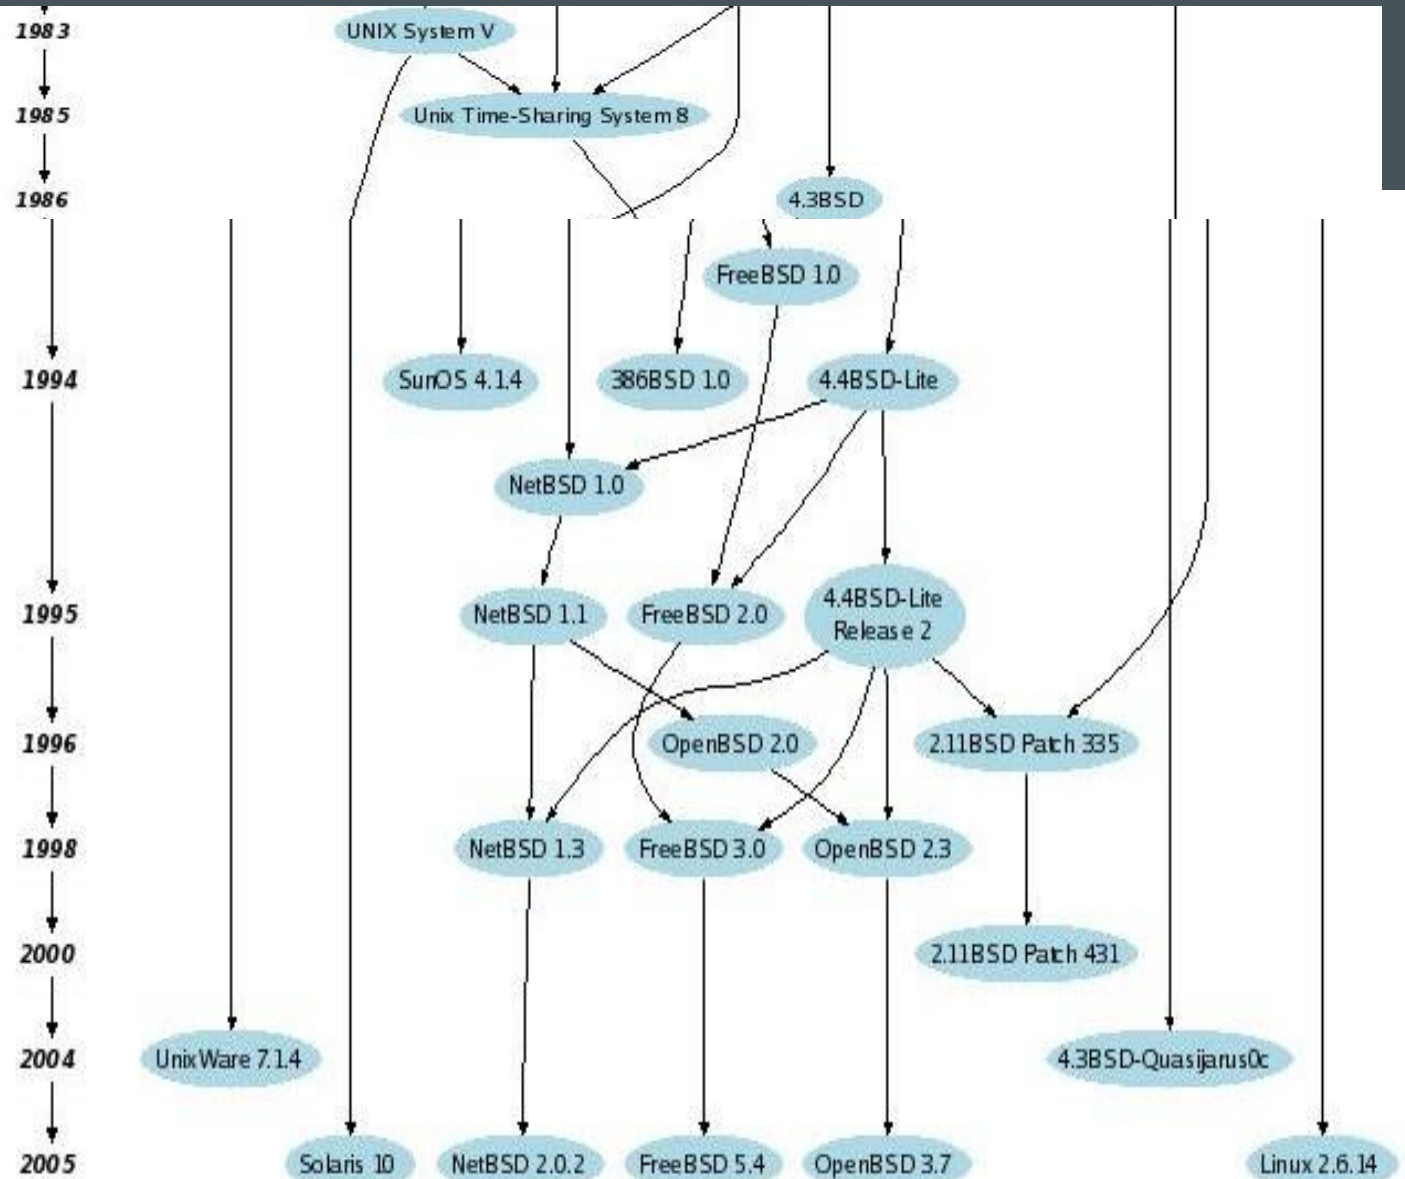 1983
UNIX System V
1985
Unix Time-Sharing System 8
1986
4.3BSD
FreeBSD 1.0
1994
SunOS 4.1.4
386BSD 1.0
4.4BSD-Lite
NetBSD 1.0
1995
NetBSD 1.1
FreeBSD 2.0
4.4BSD-Lite
Release 2
1996
OpenBSD 2.0
2.11BSD Patch 335
1998
NetBSD 1.3
FreeBSD 3.0
OpenBSD 2.3
2000
2.11BSD Patch 431
2004
UnixWare 7.1.4
4.3BSD-Quasijarus0c
2005
Solaris 10
NetBSD 2.0.2
FreeBSD 5.4
OpenBSD 3.7
Linux 2.6.14